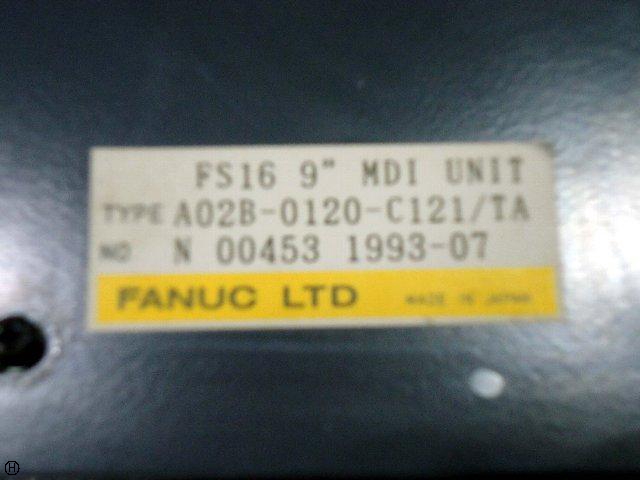 FS16 9" MDI UNIT
TYPE A02B-0120-C121/TA
NO N 00453 1993-07
FANUC LTD MADE IN JAPAN
H